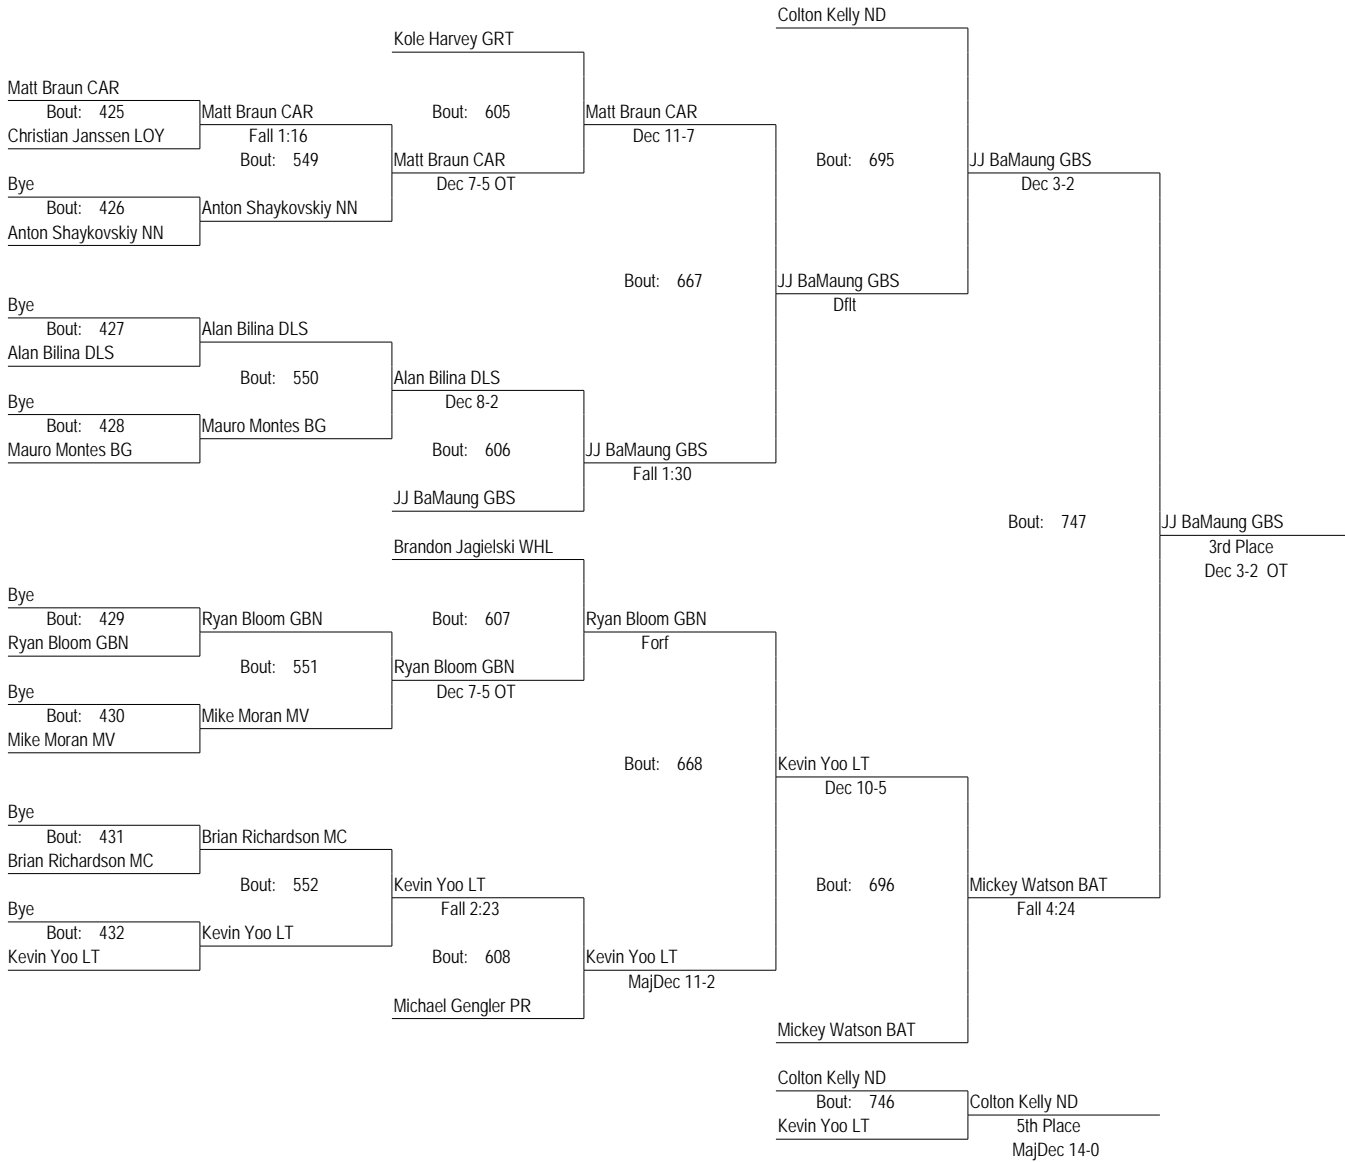 Colton Kelly ND
Kole Harvey GRT
Matt Braun CAR
Bout: 425
Matt Braun CAR
Bout: 605
Matt Braun CAR
Christian Janssen LOY
Fall 1:16
Dec 11-7
Bout: 549
Matt Braun CAR
Bout: 695
JJ BaMaung GBS
Bye
Dec 7-5 OT
Dec 3-2
Bout: 426
Anton Shaykovskiy NN
Anton Shaykovskiy NN
Bout: 667
JJ BaMaung GBS
Bye
Dflt
Bout: 427
Alan Bilina DLS
Alan Bilina DLS
Bout: 550
Alan Bilina DLS
Bye
Dec 8-2
Bout: 428
Mauro Montes BG
Mauro Montes BG
Bout: 606
JJ BaMaung GBS
Fall 1:30
JJ BaMaung GBS
Bout: 747
JJ BaMaung GBS
Brandon Jagielski WHL
3rd Place
Dec 3-2 OT
Bye
Bout: 429
Ryan Bloom GBN
Bout: 607
Ryan Bloom GBN
Ryan Bloom GBN
Forf
Bout: 551
Ryan Bloom GBN
Bye
Dec 7-5 OT
Bout: 430
Mike Moran MV
Mike Moran MV
Bout: 668
Kevin Yoo LT
Dec 10-5
Bye
Bout: 431
Brian Richardson MC
Brian Richardson MC
Bout: 552
Kevin Yoo LT
Bout: 696
Mickey Watson BAT
Bye
Fall 2:23
Fall 4:24
Bout: 432
Kevin Yoo LT
Kevin Yoo LT
Bout: 608
Kevin Yoo LT
MajDec 11-2
Michael Gengler PR
Mickey Watson BAT
Colton Kelly ND
Bout: 746
Colton Kelly ND
Kevin Yoo LT
5th Place
MajDec 14-0